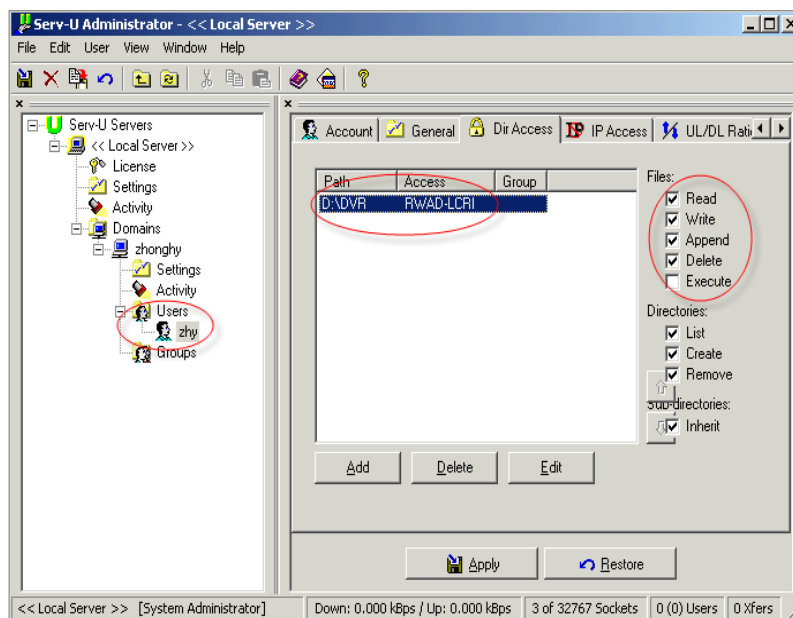 Serv-U Administrator - << Local Server >>
File Edit User View Window Help
Serv-U Servers
<< Local Server >>
License
Settings
Activity
Domains
zhonghy
Settings
Activity
Users
zhy
Groups
Account General Dir Access IP Access UL/DL Rati
Path Access Group
D:\DVR RWAD-LCRI
Files:
Read
Write
Append
Delete
Execute
Directories:
List
Create
Remove
Sub-directories:
Inherit
Add Delete Edit
Apply Restore
<< Local Server >> [System Administrator] Down: 0.000 kBps / Up: 0.000 kBps 3 of 32767 Sockets 0 (0) Users 0 Xfers